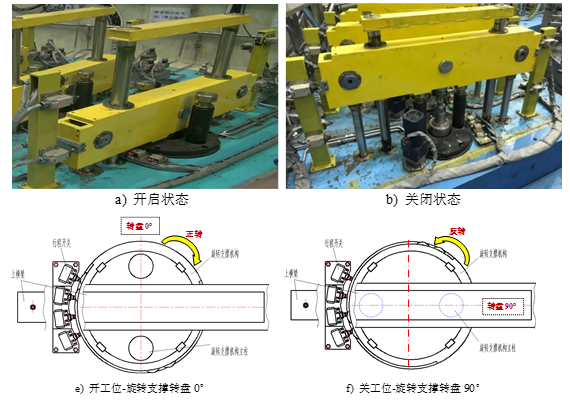 a) 开启状态
b) 关闭状态
转盘 0°
正转
行程开关
旋转支撑机构
上横梁
旋转支撑机构立柱
e) 开工位-旋转支撑转盘 0°
反转
行程开关
旋转支撑机构
上横梁
转盘 90°
旋转支撑机构立柱
f) 关工位-旋转支撑转盘 90°